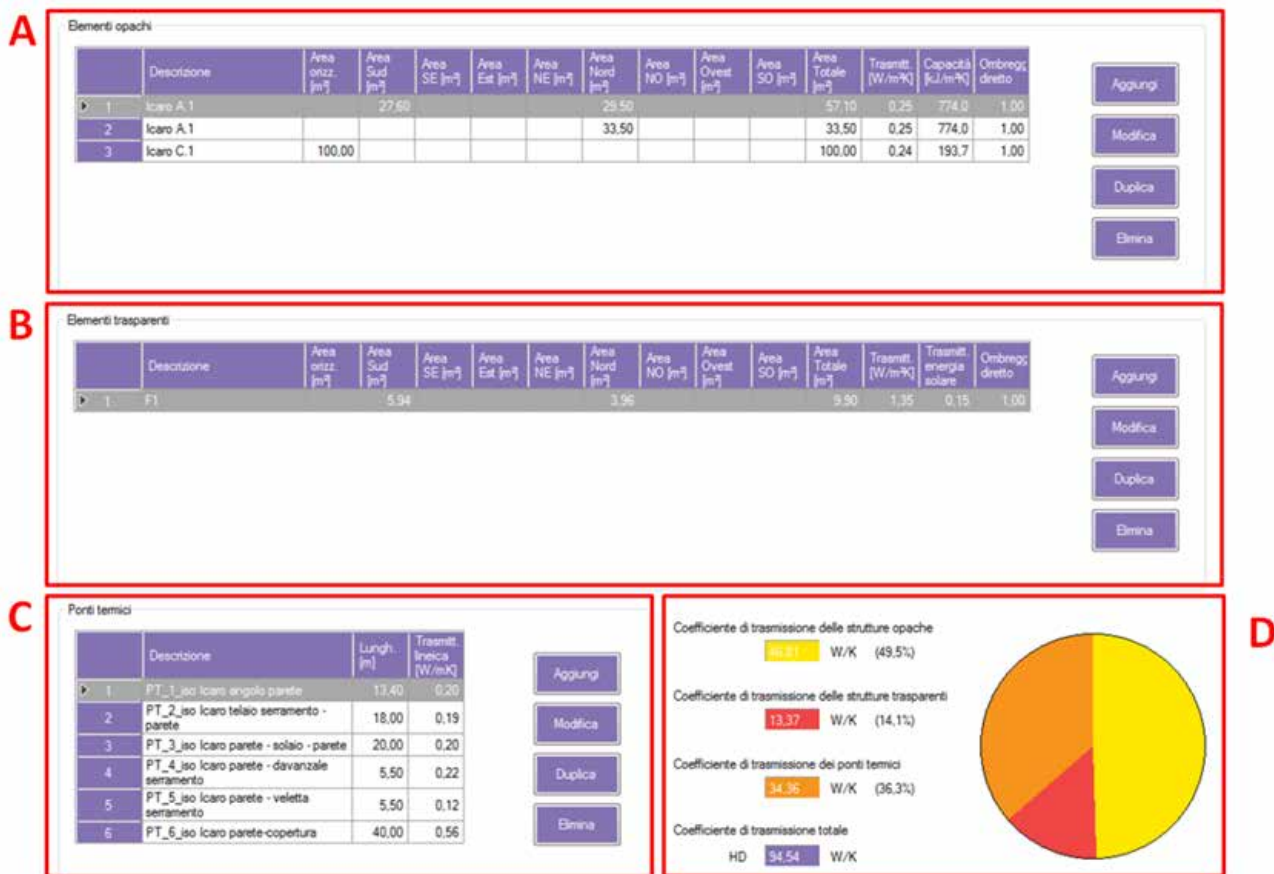 A
Elementi opachi
Descrizione Area orizz. [m²] Area Sud [m²] Area SE [m²] Area Est [m²] Area NE [m²] Area Nord [m²] Area NO [m²] Area Ovest [m²] Area SO [m²] Area Totale [m²] Trasmitt. [W/m²K] Capacità [kJ/m²K] Ombregg diretto
1 Icaro A.1 27,60 29,50 57,10 0,25 774,0 1,00
2 Icaro A.1 33,50 33,50 0,25 774,0 1,00
3 Icaro C.1 100,00 100,00 0,24 193,7 1,00
Aggiungi
Modifica
Duplica
Elimina
B
Elementi trasparenti
Descrizione Area orizz. [m²] Area Sud [m²] Area SE [m²] Area Est [m²] Area NE [m²] Area Nord [m²] Area NO [m²] Area Ovest [m²] Area SO [m²] Area Totale [m²] Trasmitt. [W/m²K] Trasmitt. energia solare Ombregg diretto
1 F1 5,94 3,96 9,90 1,35 0,15 1,00
Aggiungi
Modifica
Duplica
Elimina
C
Ponti termici
Descrizione Lungh. [m] Trasmitt. lineica [W/mK]
1 PT_1_iso Icaro angolo parete 13,40 0,20
2 PT_2_iso Icaro telaio serramento - parete 18,00 0,19
3 PT_3_iso Icaro parete - solaio - parete 20,00 0,20
4 PT_4_iso Icaro parete - davanzale serramento 5,50 0,22
5 PT_5_iso Icaro parete - veletta serramento 5,50 0,12
6 PT_6_iso Icaro parete-copertura 40,00 0,56
Aggiungi
Modifica
Duplica
Elimina
D
Coefficiente di trasmissione delle strutture opache
46,81 W/K (49,5%)
Coefficiente di trasmissione delle strutture trasparenti
13,37 W/K (14,1%)
Coefficiente di trasmissione dei ponti termici
34,36 W/K (36,3%)
Coefficiente di trasmissione totale
HD 94,54 W/K